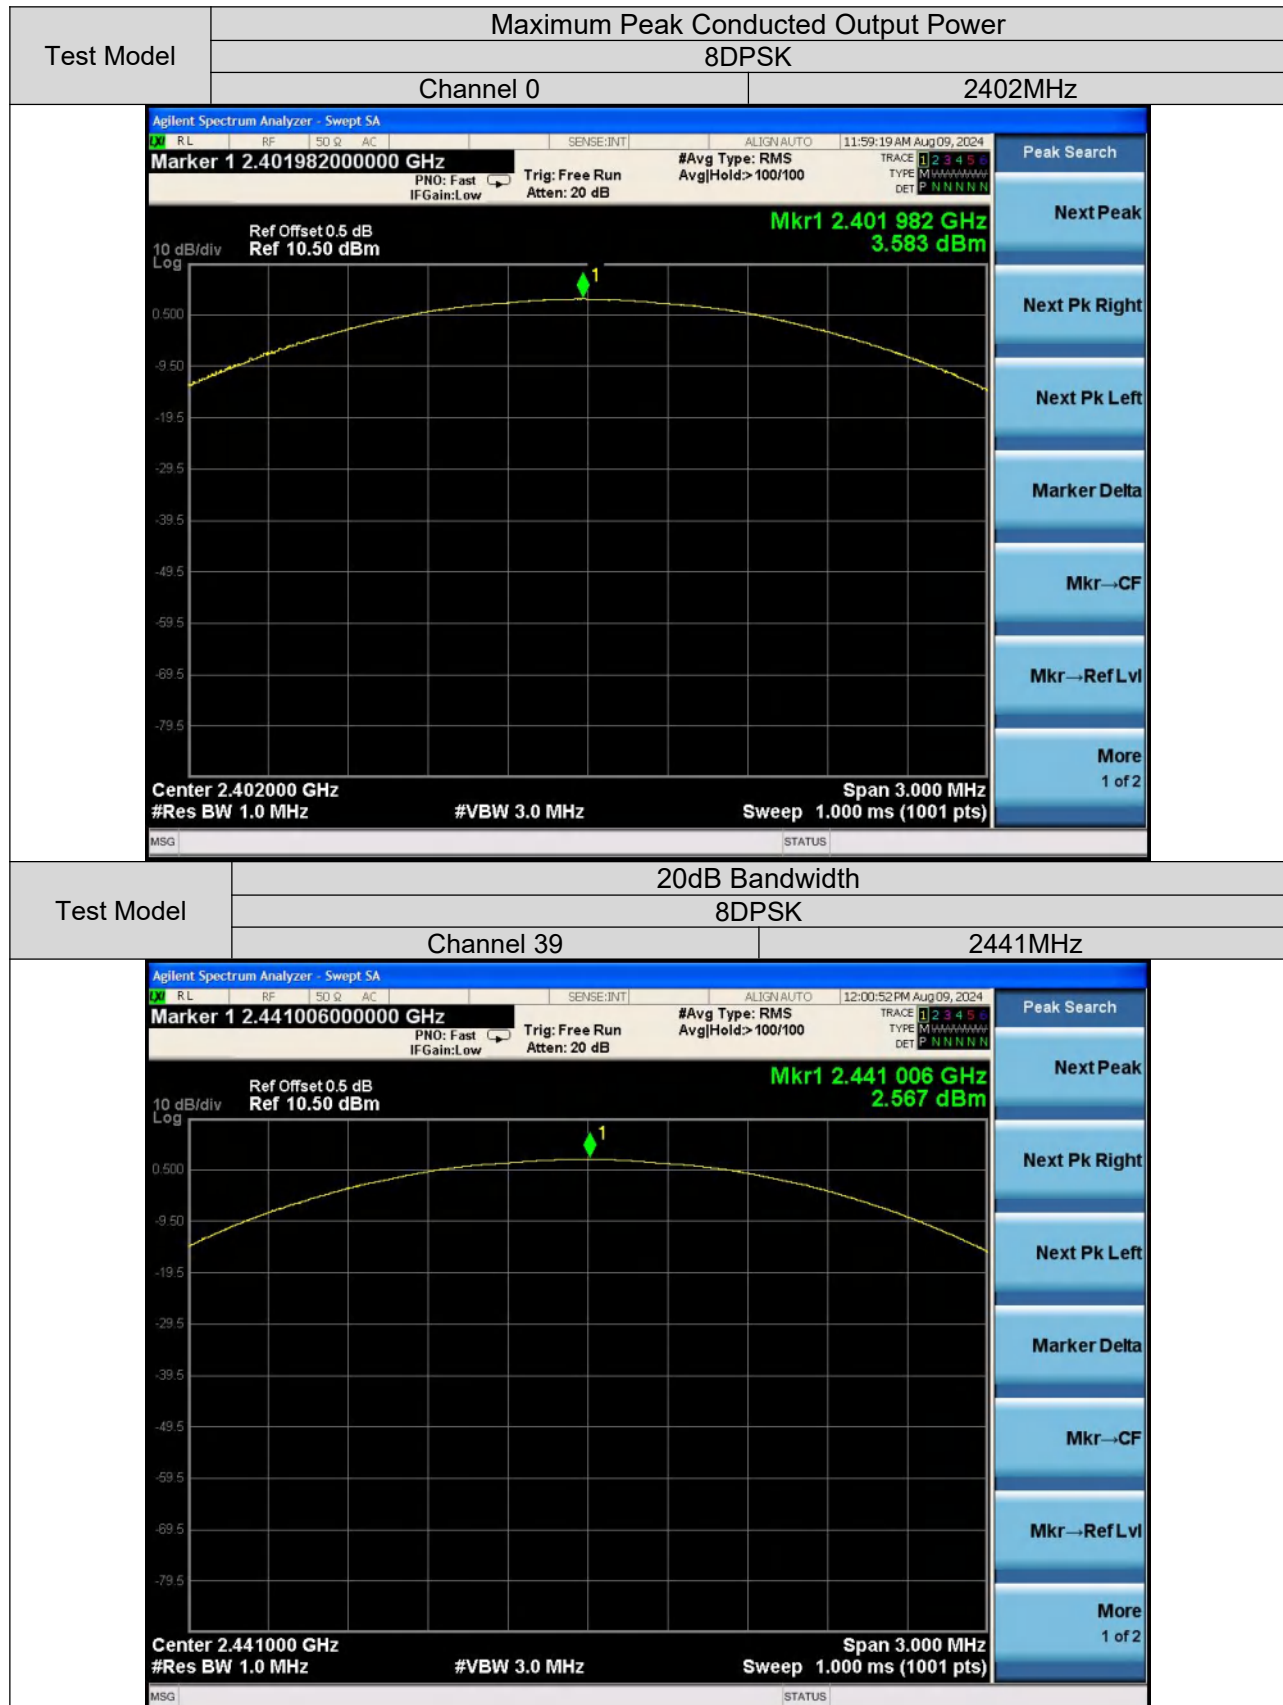 Test Model
Maximum Peak Conducted Output Power
8DPSK
Channel 0 2402MHz
Agilent Spectrum Analyzer - Swept SA
LXI RL RF 50 Ω AC SENSE:INT ALIGNAUTO 11:59:19 AM Aug 09, 2024
Marker 1 2.401982000000 GHz
PNO: Fast
IFGain:Low
Trig: Free Run
Atten: 20 dB
#Avg Type: RMS
Avg|Hold:>100/100
TRACE 1 2 3 4 5 6
TYPE MWWWWW
DET P N N N N N
Mkr1 2.401 982 GHz
3.583 dBm
Ref Offset 0.5 dB
10 dB/div Ref 10.50 dBm
Log
1
0.500
-9.50
-19.5
-29.5
-39.5
-49.5
-59.5
-69.5
-79.5
Center 2.402000 GHz Span 3.000 MHz
#Res BW 1.0 MHz #VBW 3.0 MHz Sweep 1.000 ms (1001 pts)
MSG STATUS
Peak Search
Next Peak
Next Pk Right
Next Pk Left
Marker Delta
Mkr→CF
Mkr→Ref Lvl
More
1 of 2
Test Model
20dB Bandwidth
8DPSK
Channel 39 2441MHz
Agilent Spectrum Analyzer - Swept SA
LXI RL RF 50 Ω AC SENSE:INT ALIGNAUTO 12:00:52 PM Aug 09, 2024
Marker 1 2.441006000000 GHz
PNO: Fast
IFGain:Low
Trig: Free Run
Atten: 20 dB
#Avg Type: RMS
Avg|Hold:>100/100
TRACE 1 2 3 4 5 6
TYPE MWWWWW
DET P N N N N N
Mkr1 2.441 006 GHz
2.567 dBm
Ref Offset 0.5 dB
10 dB/div Ref 10.50 dBm
Log
1
0.500
-9.50
-19.5
-29.5
-39.5
-49.5
-59.5
-69.5
-79.5
Center 2.441000 GHz Span 3.000 MHz
#Res BW 1.0 MHz #VBW 3.0 MHz Sweep 1.000 ms (1001 pts)
MSG STATUS
Peak Search
Next Peak
Next Pk Right
Next Pk Left
Marker Delta
Mkr→CF
Mkr→Ref Lvl
More
1 of 2